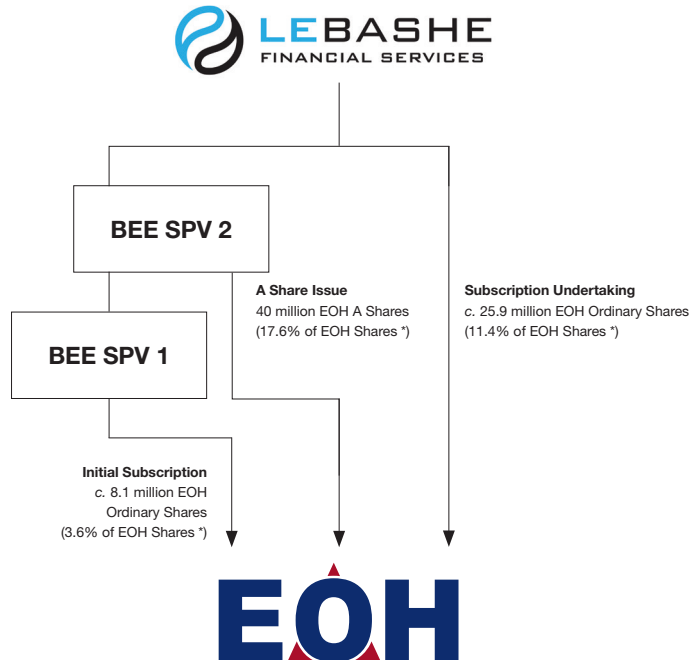 LEBASHE
FINANCIAL SERVICES
BEE SPV 2
A Share Issue
40 million EOH A Shares
(17.6% of EOH Shares *)
Subscription Undertaking
c. 25.9 million EOH Ordinary Shares
(11.4% of EOH Shares *)
BEE SPV 1
Initial Subscription
c. 8.1 million EOH
Ordinary Shares
(3.6% of EOH Shares *)
EOH